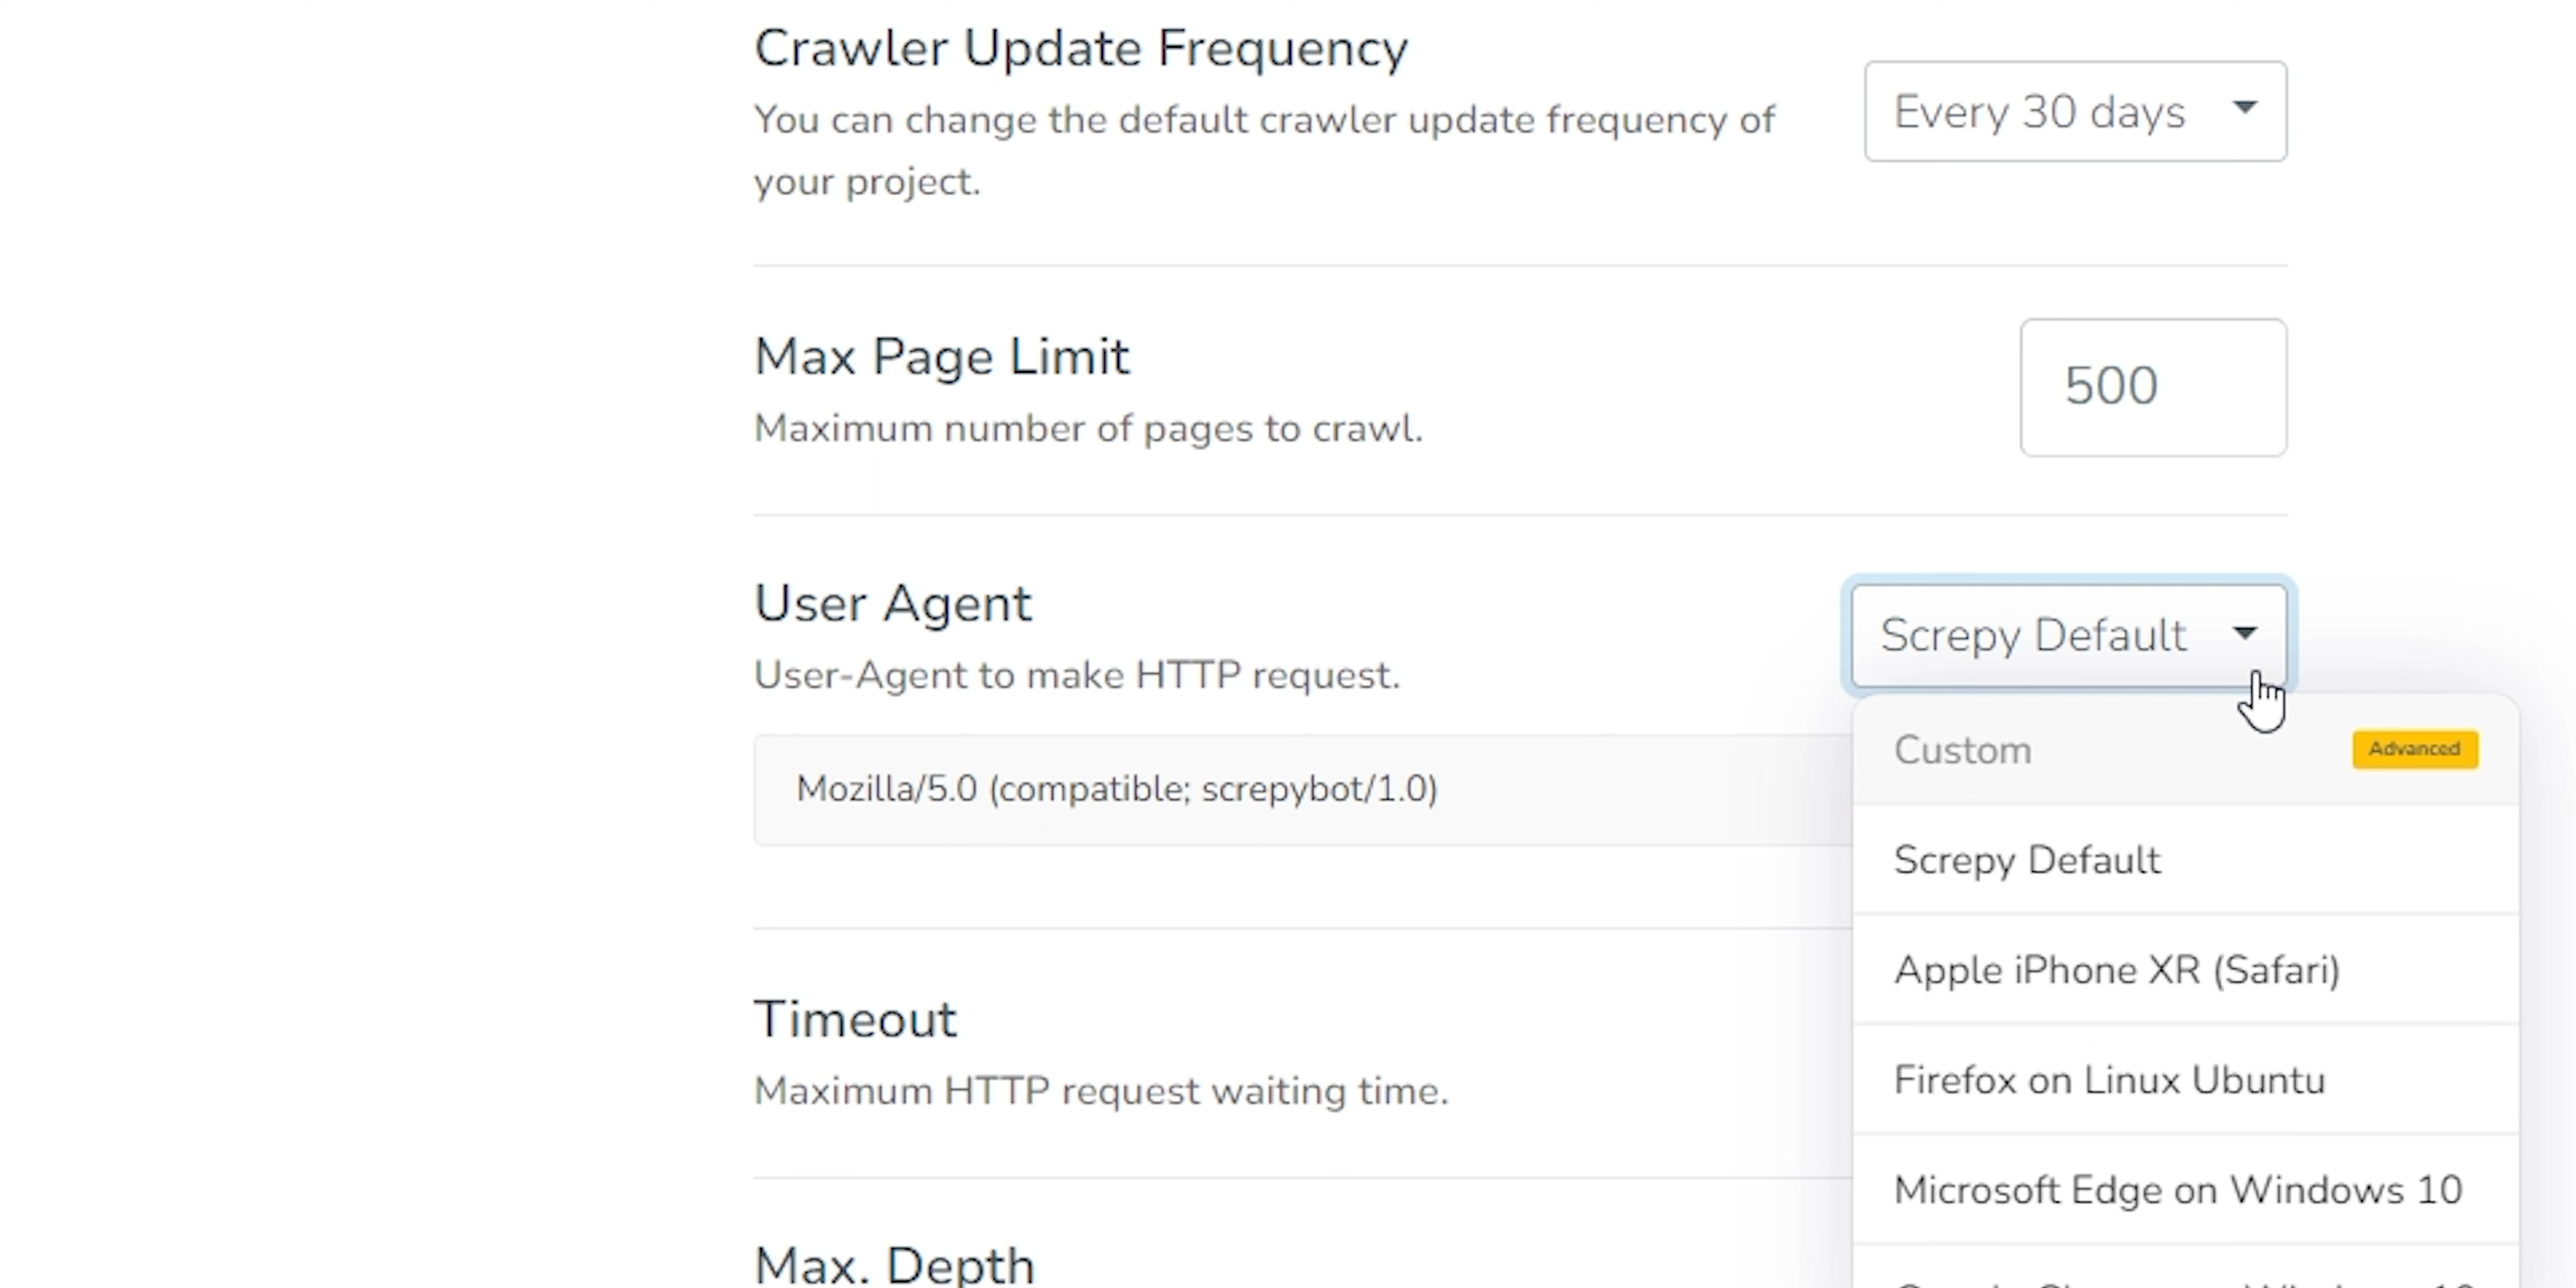 Crawler Update Frequency
You can change the default crawler update frequency of
your project.
Every 30 days
Max Page Limit
Maximum number of pages to crawl.
500
User Agent
User-Agent to make HTTP request.
Screpy Default
Mozilla/5.0 (compatible; screpybot/1.0)
Custom
Advanced
Screpy Default
Apple iPhone XR (Safari)
Firefox on Linux Ubuntu
Microsoft Edge on Windows 10
Timeout
Maximum HTTP request waiting time.
Max. Depth